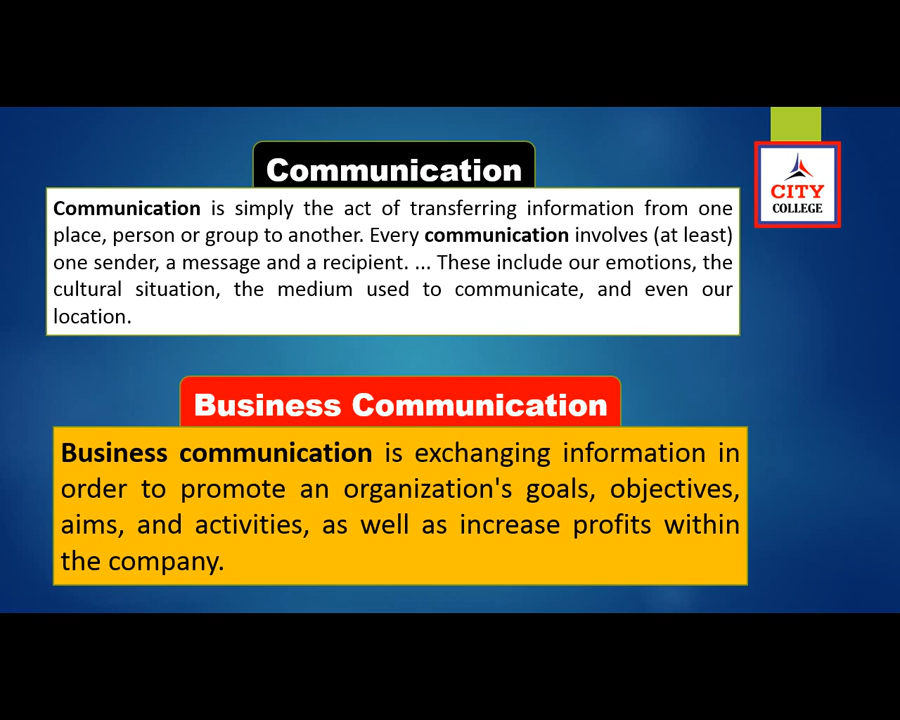 Communication
CITY
COLLEGE
Communication is simply the act of transferring information from one
place, person or group to another. Every communication involves (at least)
one sender, a message and a recipient. ... These include our emotions, the
cultural situation, the medium used to communicate, and even our
location.
Business Communication
Business communication is exchanging information in
order to promote an organization's goals, objectives,
aims, and activities, as well as increase profits within
the company.